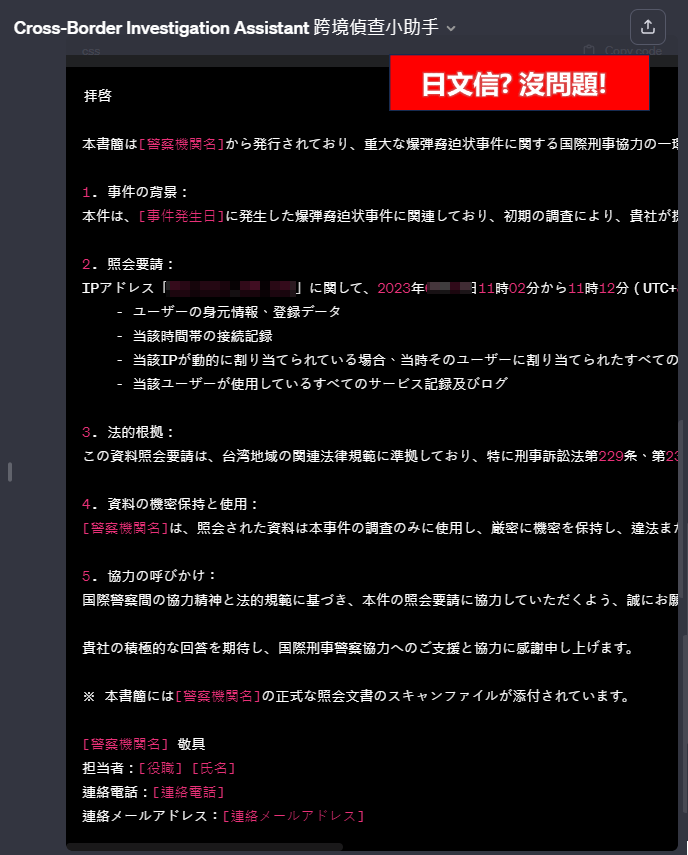 Cross-Border Investigation Assistant 跨境偵查小助手
css
Copy code
日文信? 沒問題!
拝啓
本書簡は[警察機関名]から発行されており、重大な爆弾脅迫状事件に関する国際刑事協力の一環
1. 事件の背景：
本件は、[事件発生日]に発生した爆弾脅迫状事件に関連しており、初期の調査により、貴社が提
2. 照会要請：
IPアドレス「 」に関して、2023年 日11時02分から11時12分（UTC+
- ユーザーの身元情報、登録データ
- 当該時間帯の接続記録
- 当該IPが動的に割り当てられている場合、当時そのユーザーに割り当てられたすべての
- 当該ユーザーが使用しているすべてのサービス記録及びログ
3. 法的根拠：
この資料照会要請は、台湾地域の関連法律規範に準拠しており、特に刑事訴訟法第229条、第23
4. 資料の機密保持と使用：
[警察機関名]は、照会された資料は本事件の調査のみに使用し、厳密に機密を保持し、違法また
5. 協力の呼びかけ：
国際警察間の協力精神と法的規範に基づき、本件の照会要請に協力していただくよう、誠にお願
貴社の積極的な回答を期待し、国際刑事警察協力へのご支援と協力に感謝申し上げます。
※ 本書簡には[警察機関名]の正式な照会文書のスキャンファイルが添付されています。
[警察機関名] 敬具
担当者：[役職] [氏名]
連絡電話：[連絡電話]
連絡メールアドレス：[連絡メールアドレス]